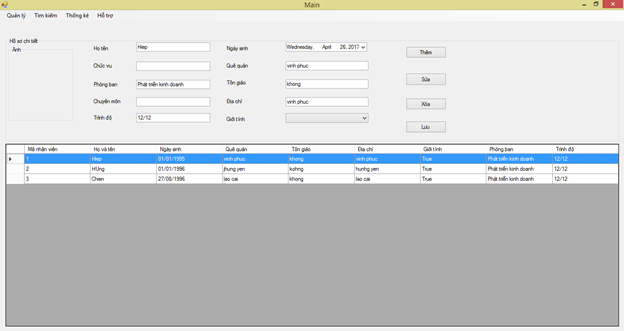 Main
Quản lý Tìm kiếm Thống kê Hỗ trợ
Hồ sơ chi tiết
Ảnh
Họ tên Hiep Ngày sinh Wednesday, April 26, 2017 Thêm
Chức vụ Quê quán vinh phuc
Phòng ban Phát triển kinh doanh Tôn giáo khong Sửa
Chuyên môn Địa chỉ vinh phuc Xóa
Trình độ 12/12 Giới tính Lưu
Mã nhận viên Họ và tên Ngày sinh Quê quán Tôn giáo Địa chỉ Giới tính Phòng ban Trình độ
1 Hiep 01/01/1995 vinh phuc khong vinh phuc True Phát triển kinh doanh 12/12
2 HUng 01/01/1996 jhung yen kohng hunhg yen True Phát triển kinh doanh 12/12
3 Chien 27/08/1996 lao cai khong lao cai True Phát triển kinh doanh 12/12